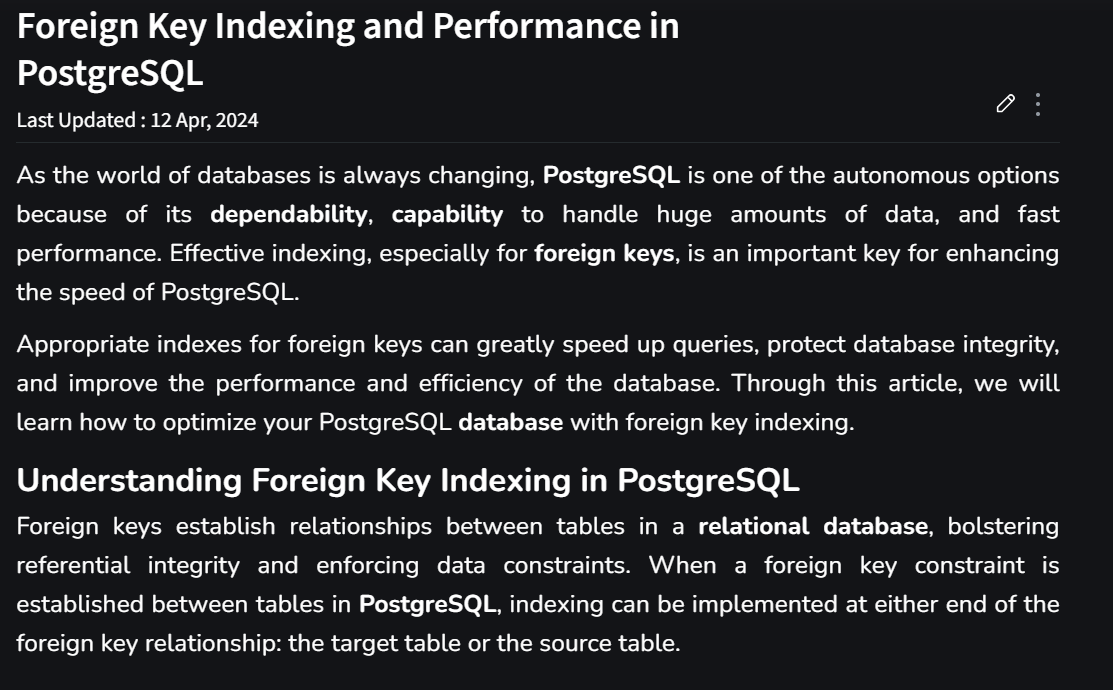 Foreign Key Indexing and Performance in
PostgreSQL
Last Updated : 12 Apr, 2024
As the world of databases is always changing, PostgreSQL is one of the autonomous options
because of its dependability, capability to handle huge amounts of data, and fast
performance. Effective indexing, especially for foreign keys, is an important key for enhancing
the speed of PostgreSQL.
Appropriate indexes for foreign keys can greatly speed up queries, protect database integrity,
and improve the performance and efficiency of the database. Through this article, we will
learn how to optimize your PostgreSQL database with foreign key indexing.
Understanding Foreign Key Indexing in PostgreSQL
Foreign keys establish relationships between tables in a relational database, bolstering
referential integrity and enforcing data constraints. When a foreign key constraint is
established between tables in PostgreSQL, indexing can be implemented at either end of the
foreign key relationship: the target table or the source table.